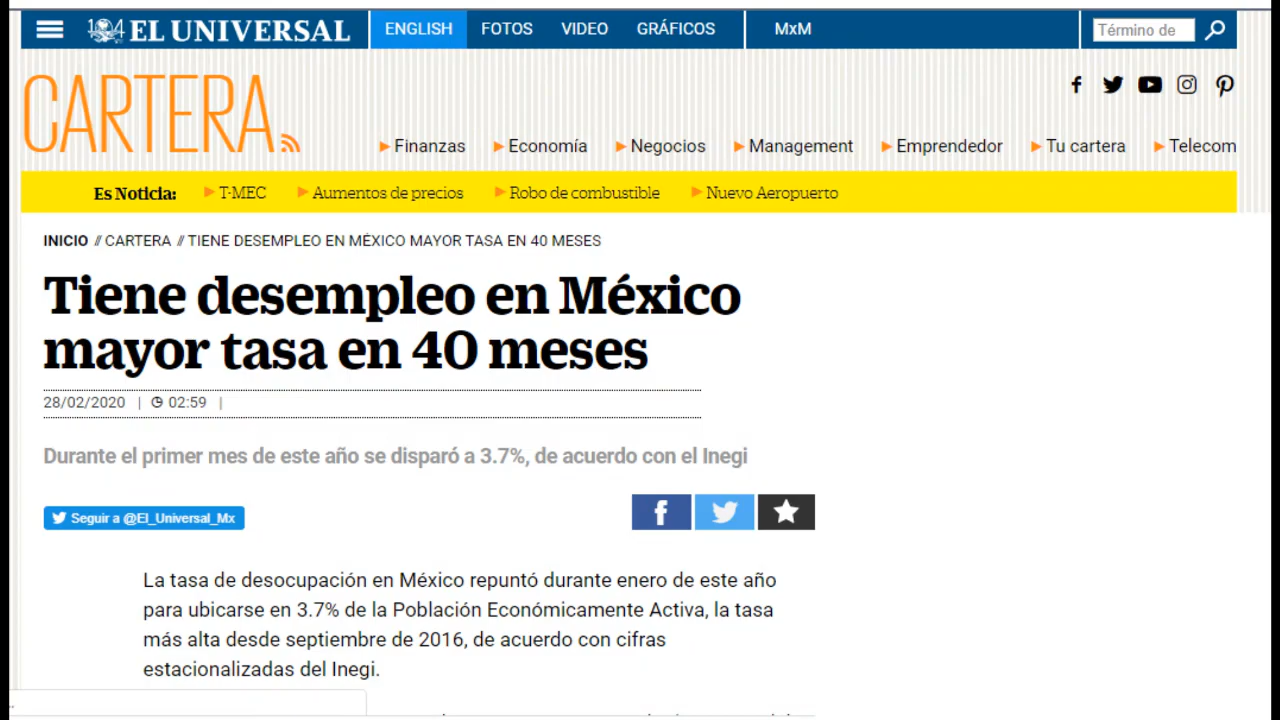 EL UNIVERSAL ENGLISH FOTOS VIDEO GRÁFICOS MxM Término de
CARTERA
Finanzas Economía Negocios Management Emprendedor Tu cartera Telecom
Es Noticia: T-MEC Aumentos de precios Robo de combustible Nuevo Aeropuerto
INICIO // CARTERA // TIENE DESEMPLEO EN MÉXICO MAYOR TASA EN 40 MESES
Tiene desempleo en México
mayor tasa en 40 meses
28/02/2020 | 02:59 |
Durante el primer mes de este año se disparó a 3.7%, de acuerdo con el Inegi
Seguir a @El_Universal_Mx
La tasa de desocupación en México repuntó durante enero de este año
para ubicarse en 3.7% de la Población Económicamente Activa, la tasa
más alta desde septiembre de 2016, de acuerdo con cifras
estacionalizadas del Inegi.